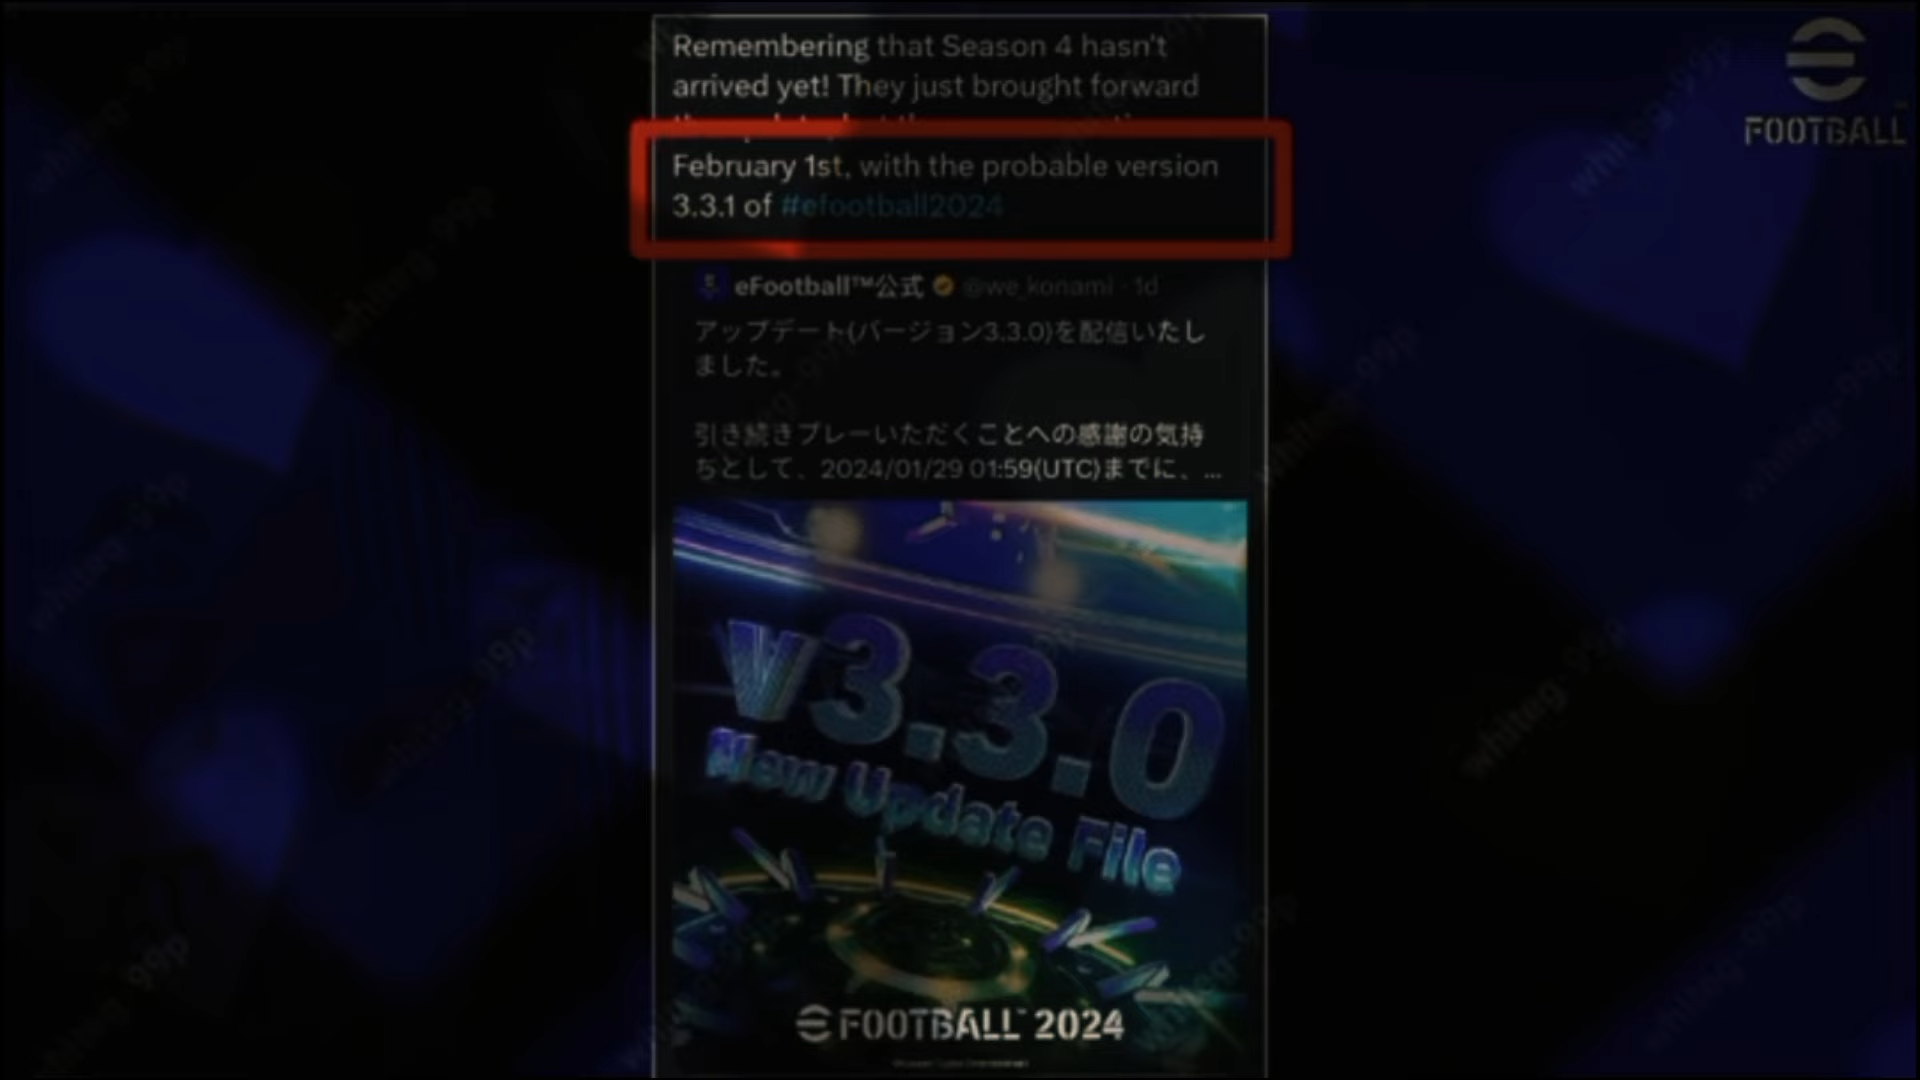 Remembering that Season 4 hasn't
arrived yet! They just brought forward
February 1st, with the probable version
3.3.1 of #efootball2024
FOOTBALL
eFootball™公式 @we_konami · 1d
アップデート(バージョン3.3.0)を配信いたし
ました。
引き続きプレーいただくことへの感謝の気持
ちとして、2024/01/29 01:59(UTC)までに、...
v3.3.0
New Update File
FOOTBALL™ 2024
whiteg-99p